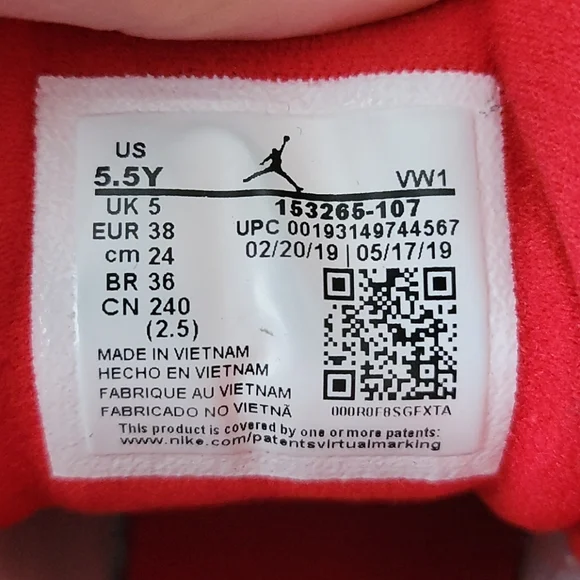 US
5.5Y VW1
UK 5 153265-107
EUR 38 UPC 00193149744567
cm 24 02/20/19 | 05/17/19
BR 36
CN 240
(2.5)
MADE IN VIETNAM
HECHO EN VIETNAM
FABRIQUE AU VIETNAM
FABRICADO NO VIETNÃ
000R0F8SGFXTA
This product is covered by one or more patents:
www.nike.com/patentsvirtualmarking